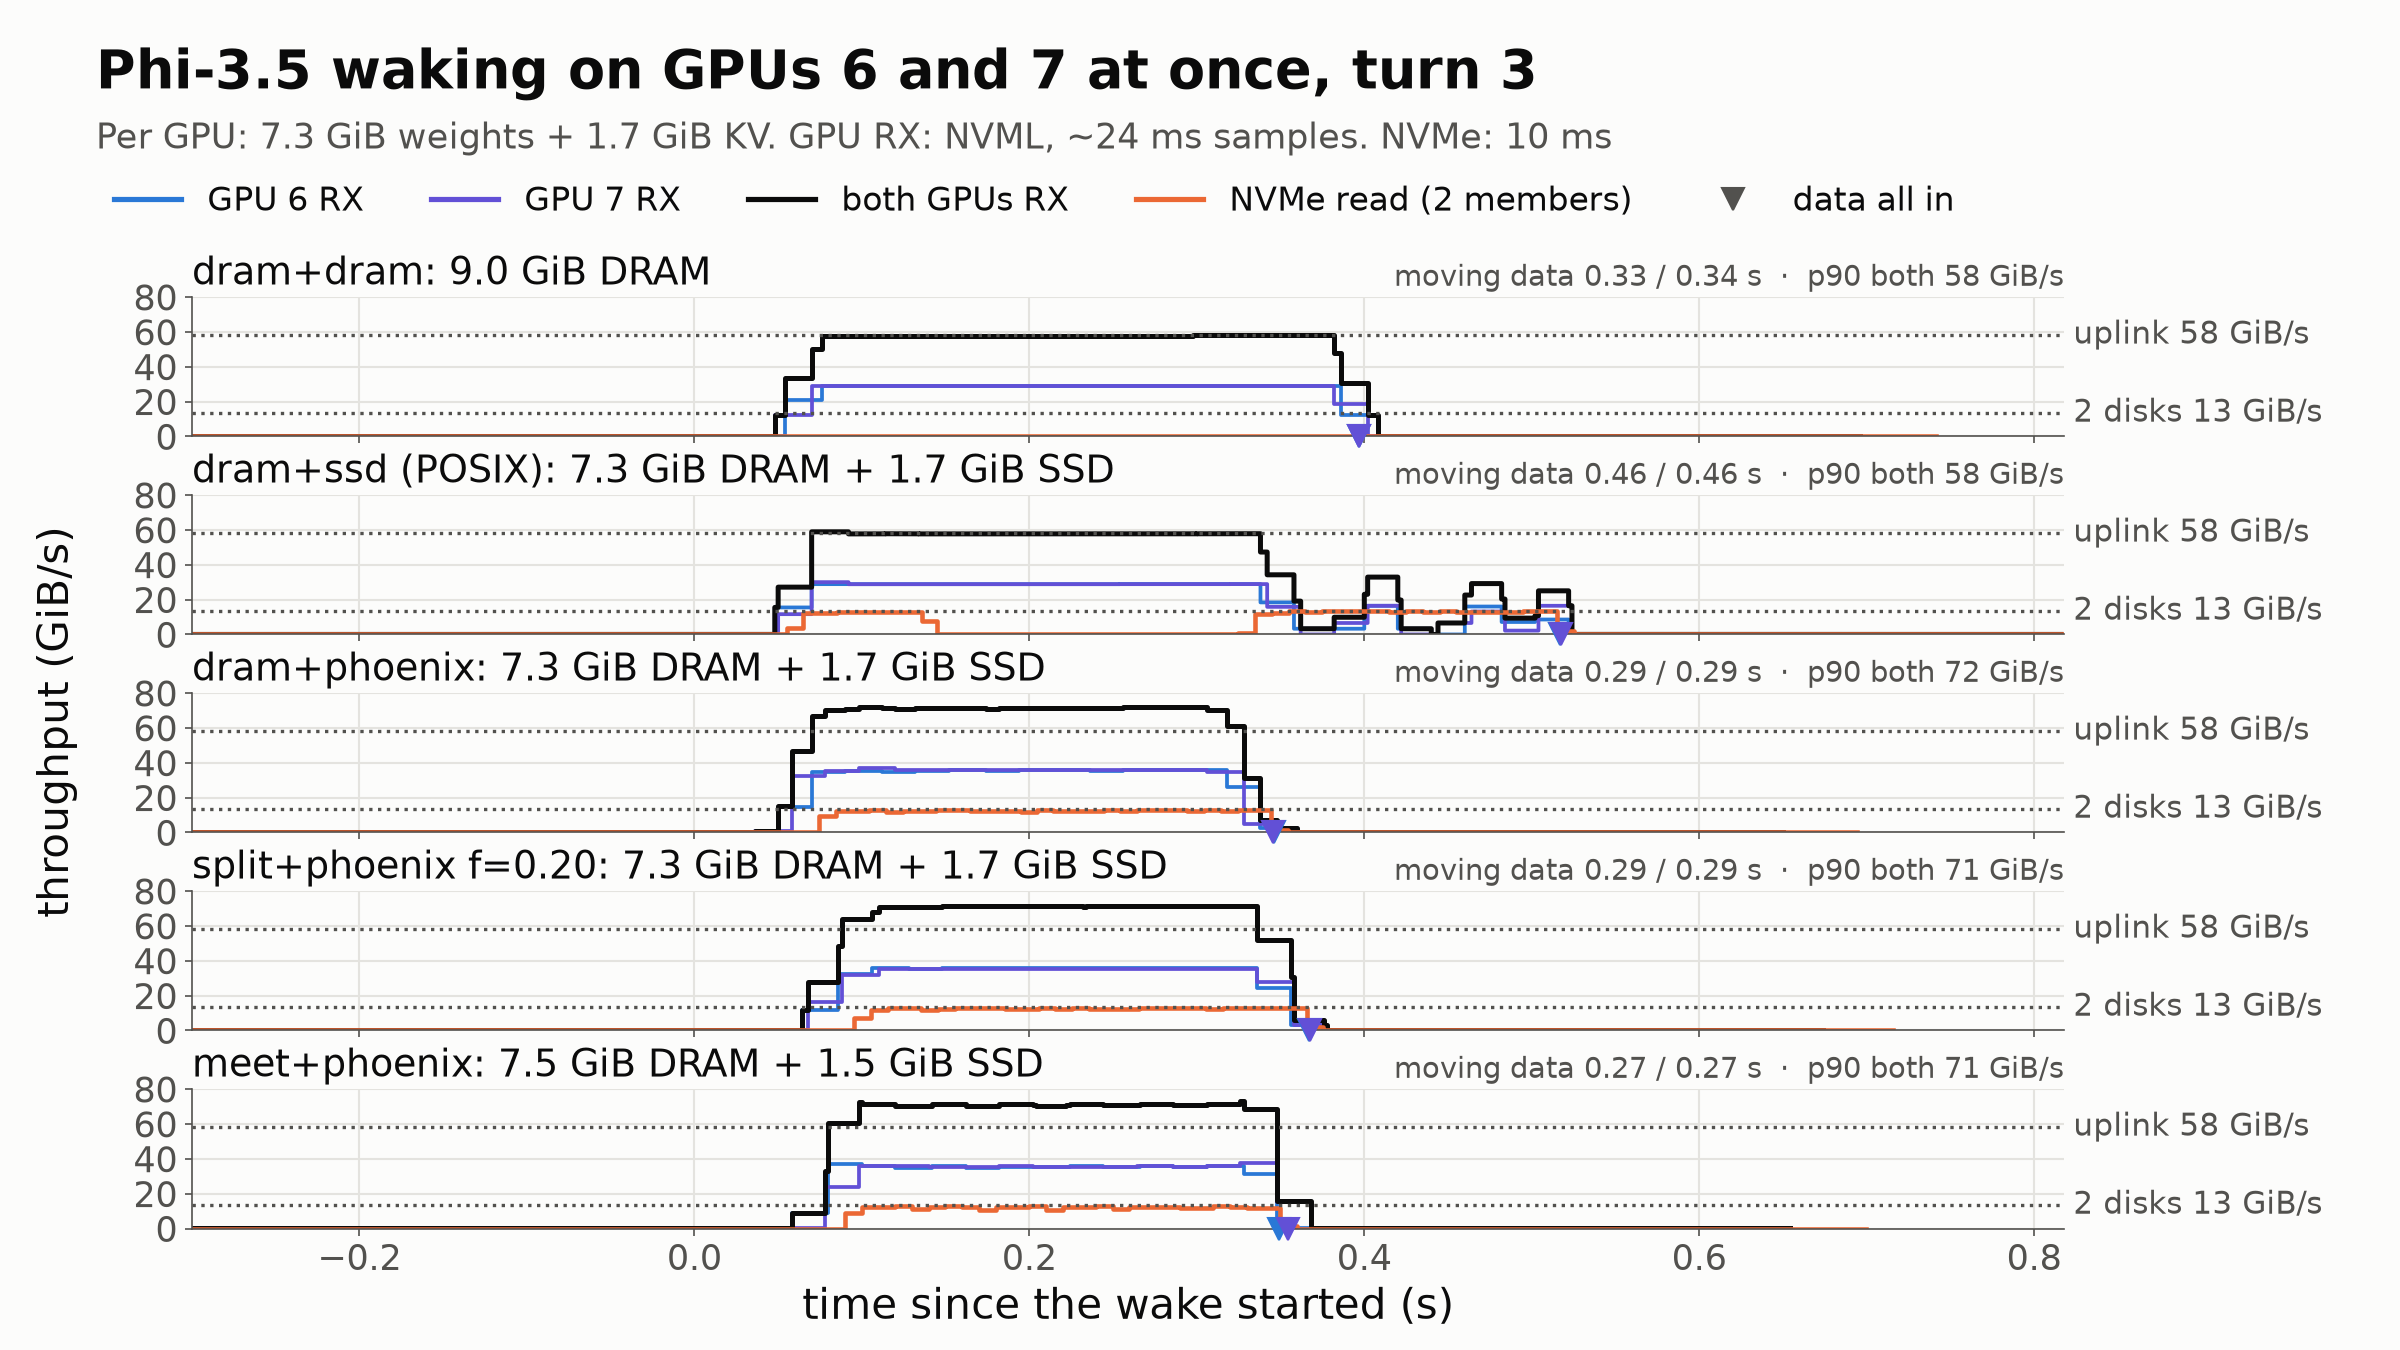 Phi-3.5 waking on GPUs 6 and 7 at once, turn 3
Per GPU: 7.3 GiB weights + 1.7 GiB KV. GPU RX: NVML, ~24 ms samples. NVMe: 10 ms
GPU 6 RX GPU 7 RX both GPUs RX NVMe read (2 members) data all in
throughput (GiB/s)
dram+dram: 9.0 GiB DRAM moving data 0.33 / 0.34 s · p90 both 58 GiB/s
80
60 uplink 58 GiB/s
40
20 2 disks 13 GiB/s
0
dram+ssd (POSIX): 7.3 GiB DRAM + 1.7 GiB SSD moving data 0.46 / 0.46 s · p90 both 58 GiB/s
80
60 uplink 58 GiB/s
40
20 2 disks 13 GiB/s
0
dram+phoenix: 7.3 GiB DRAM + 1.7 GiB SSD moving data 0.29 / 0.29 s · p90 both 72 GiB/s
80
60 uplink 58 GiB/s
40
20 2 disks 13 GiB/s
0
split+phoenix f=0.20: 7.3 GiB DRAM + 1.7 GiB SSD moving data 0.29 / 0.29 s · p90 both 71 GiB/s
80
60 uplink 58 GiB/s
40
20 2 disks 13 GiB/s
0
meet+phoenix: 7.5 GiB DRAM + 1.5 GiB SSD moving data 0.27 / 0.27 s · p90 both 71 GiB/s
80
60 uplink 58 GiB/s
40
20 2 disks 13 GiB/s
0
−0.2 0.0 0.2 0.4 0.6 0.8
time since the wake started (s)